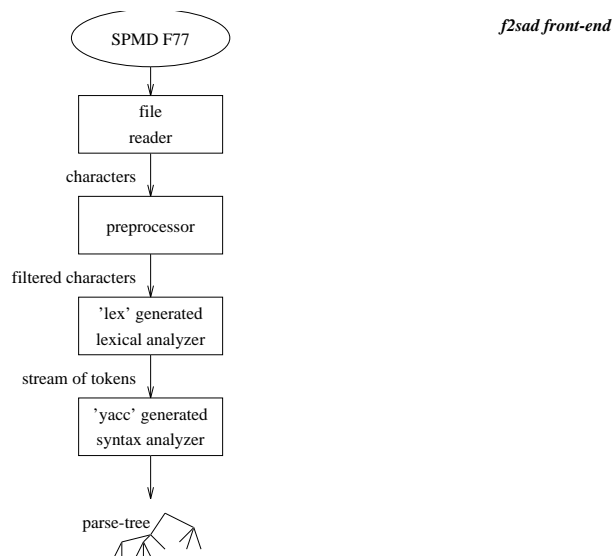 SPMD F77
f2sad front-end
file
reader
characters
preprocessor
filtered characters
'lex' generated
lexical analyzer
stream of tokens
'yacc' generated
syntax analyzer
parse-tree